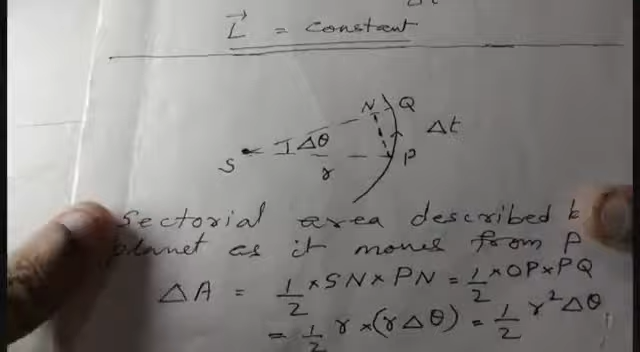 L⃗ = constant
N Q
Δt
Δθ
S
r
P
Sectorial area described
planet as it moves from P
ΔA = 1/2 × SN × PN = 1/2 × OP × PQ
= 1/2 r × (rΔθ) = 1/2 r² Δθ